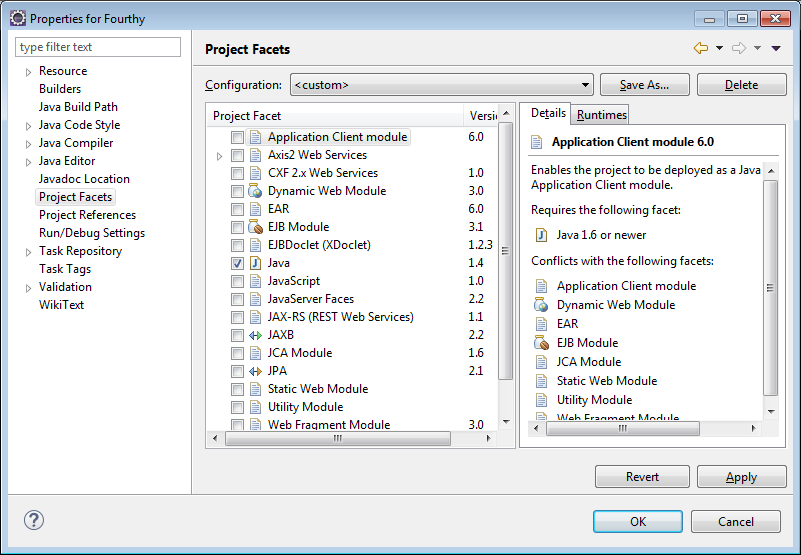 Properties for Fourthy
type filter text
Resource
Builders
Java Build Path
Java Code Style
Java Compiler
Java Editor
Javadoc Location
Project Facets
Project References
Run/Debug Settings
Task Repository
Task Tags
Validation
WikiText
Project Facets
Configuration: <custom> Save As... Delete
Project Facet Versio
Application Client module 6.0
Axis2 Web Services
CXF 2.x Web Services 1.0
Dynamic Web Module 3.0
EAR 6.0
EJB Module 3.1
EJBDoclet (XDoclet) 1.2.3
Java 1.4
JavaScript 1.0
JavaServer Faces 2.2
JAX-RS (REST Web Services) 1.1
JAXB 2.2
JCA Module 1.6
JPA 2.1
Static Web Module
Utility Module
Web Fragment Module 3.0
Details Runtimes
Application Client module 6.0
Enables the project to be deployed as a Java
Application Client module.
Requires the following facet:
Java 1.6 or newer
Conflicts with the following facets:
Application Client module
Dynamic Web Module
EAR
EJB Module
JCA Module
Static Web Module
Utility Module
Web Fragment Module
Revert Apply
OK Cancel